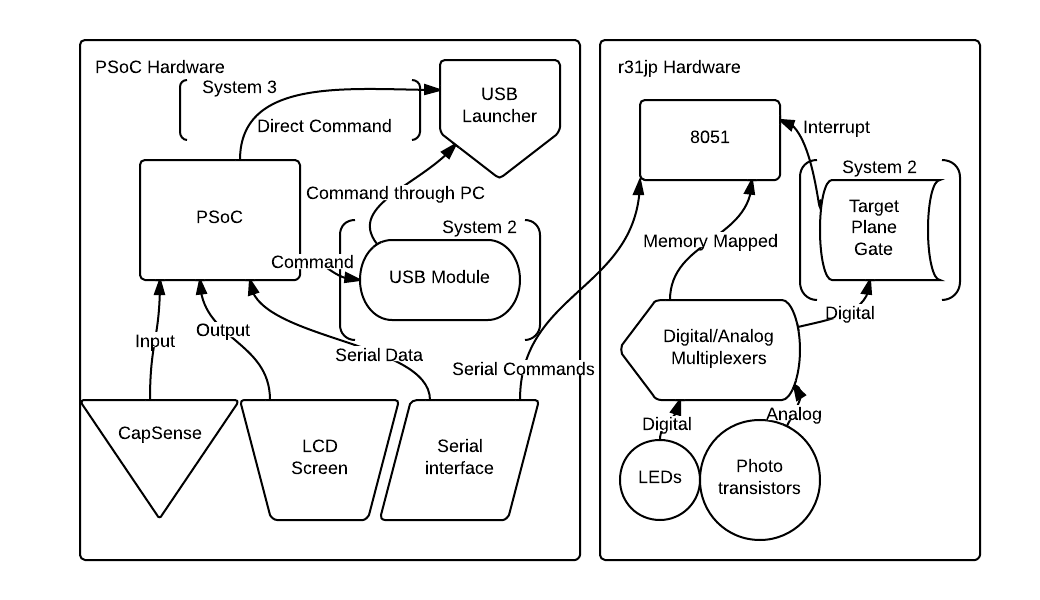 PSoC Hardware
System 3
Direct Command
USB
Launcher
PSoC
Command through PC
System 2
Command
USB Module
Input
Output
Serial Data
Serial Commands
CapSense
LCD
Screen
Serial
interface
r31jp Hardware
8051
Interrupt
System 2
Target
Plane
Gate
Memory Mapped
Digital
Digital/Analog
Multiplexers
Digital
Analog
LEDs
Photo
transistors